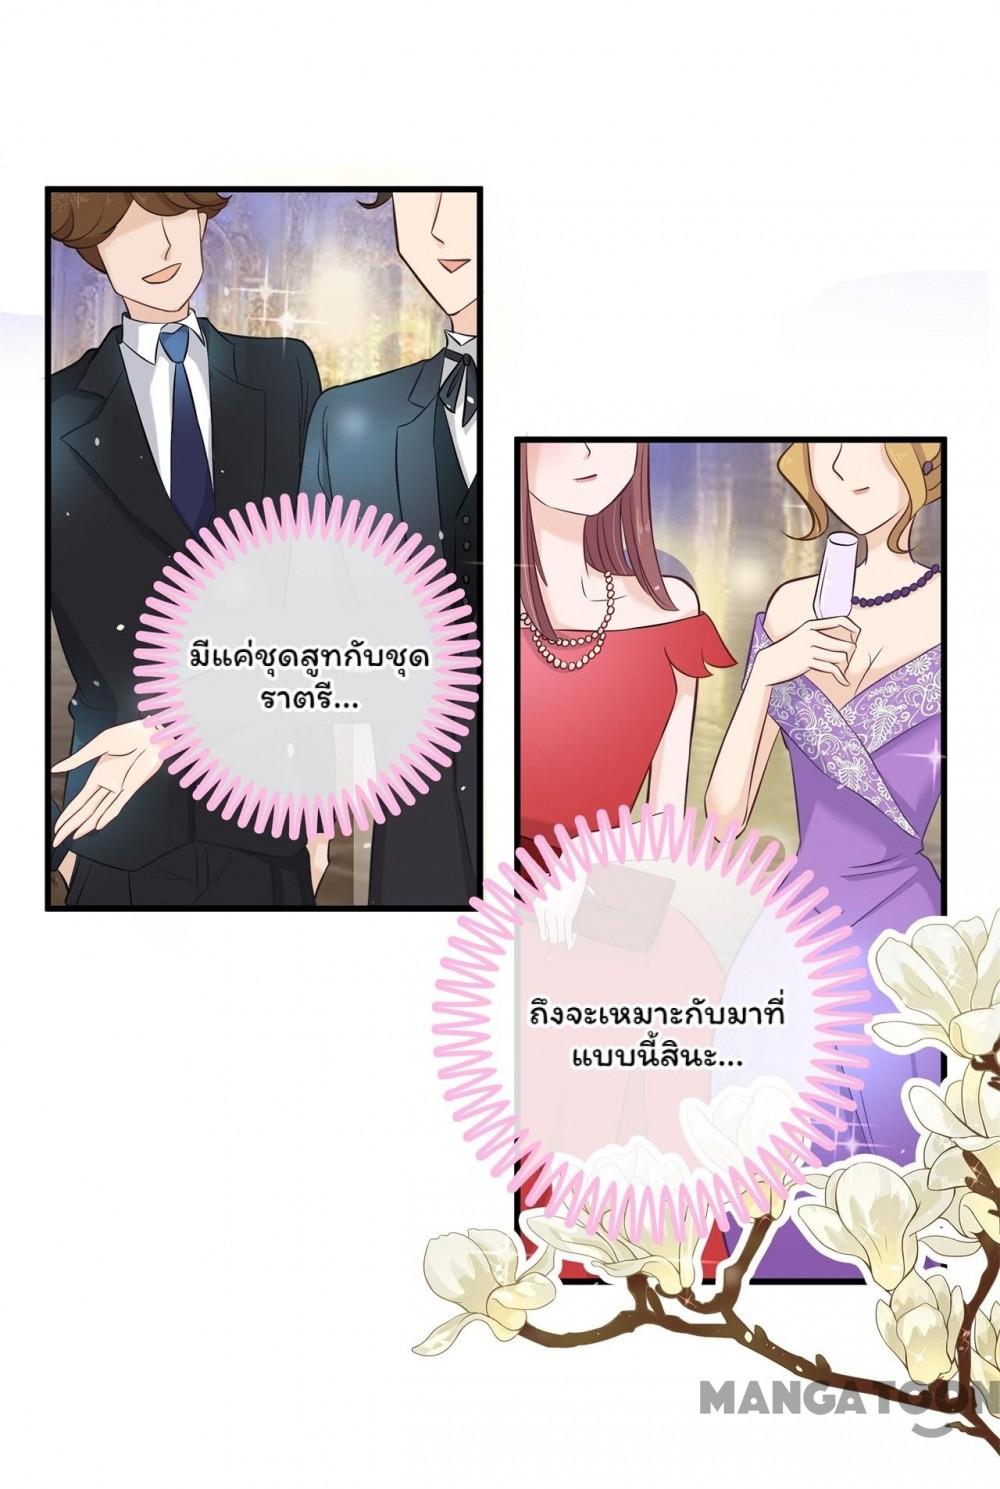 มีแค่ชุดสูทกับชุด
ราตรี...
ถึงจะเหมาะกับมาที่
แบบนี้สินะ...
MANGATOON